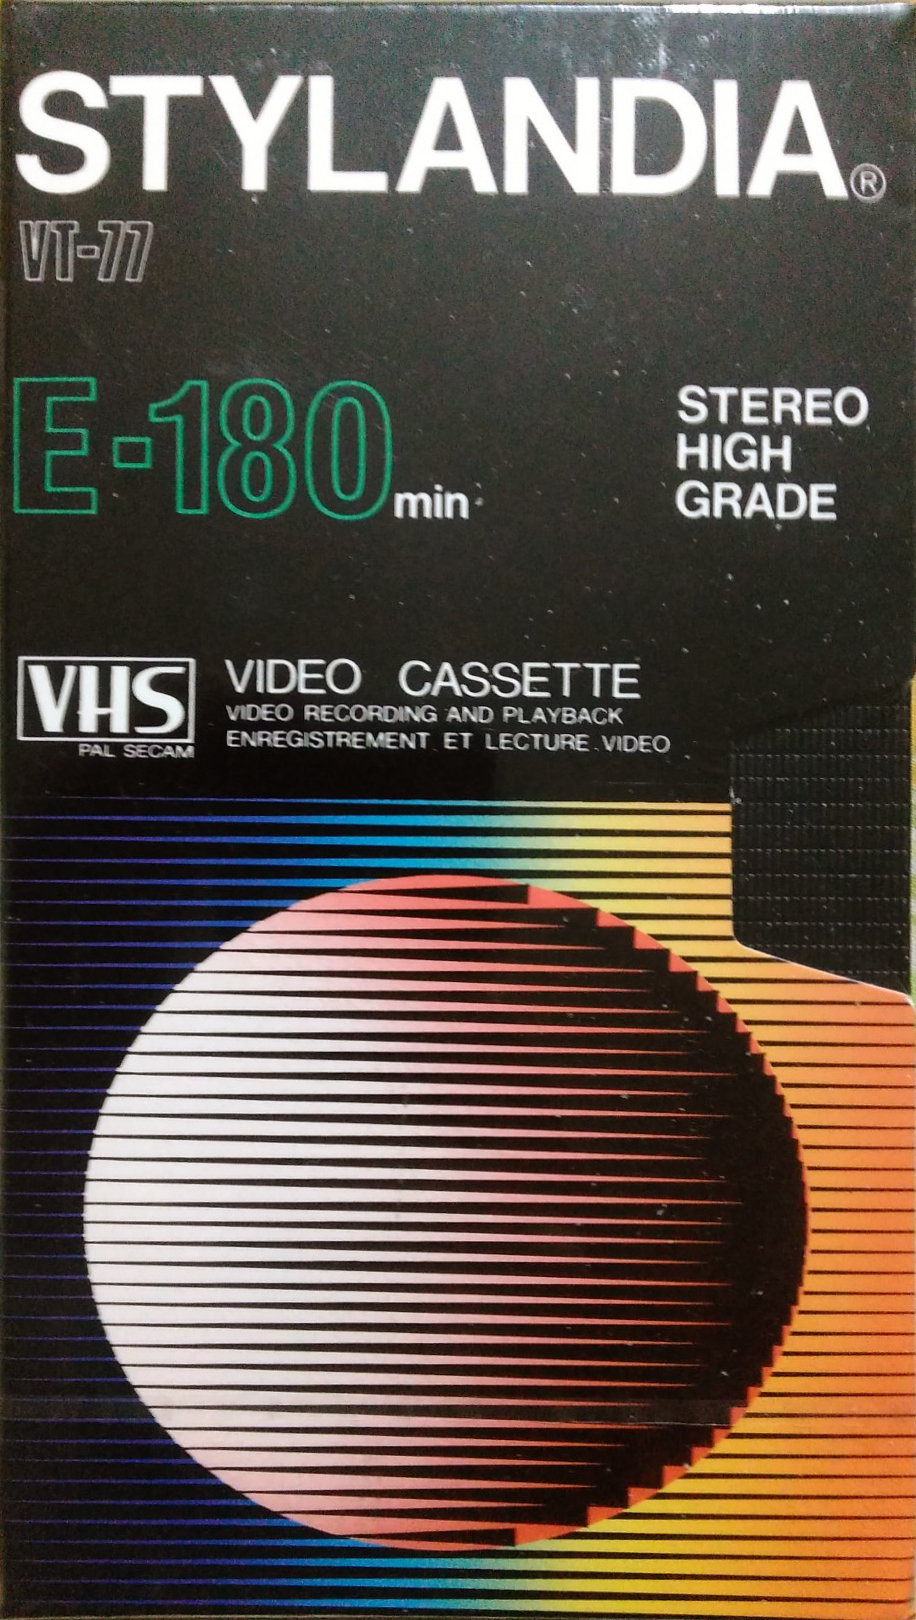 STYLANDIA®
VT-77
E-180min
STEREO
HIGH
GRADE
VHS
PAL SECAM
VIDEO CASSETTE
VIDEO RECORDING AND PLAYBACK
ENREGISTREMENT ET LECTURE VIDEO